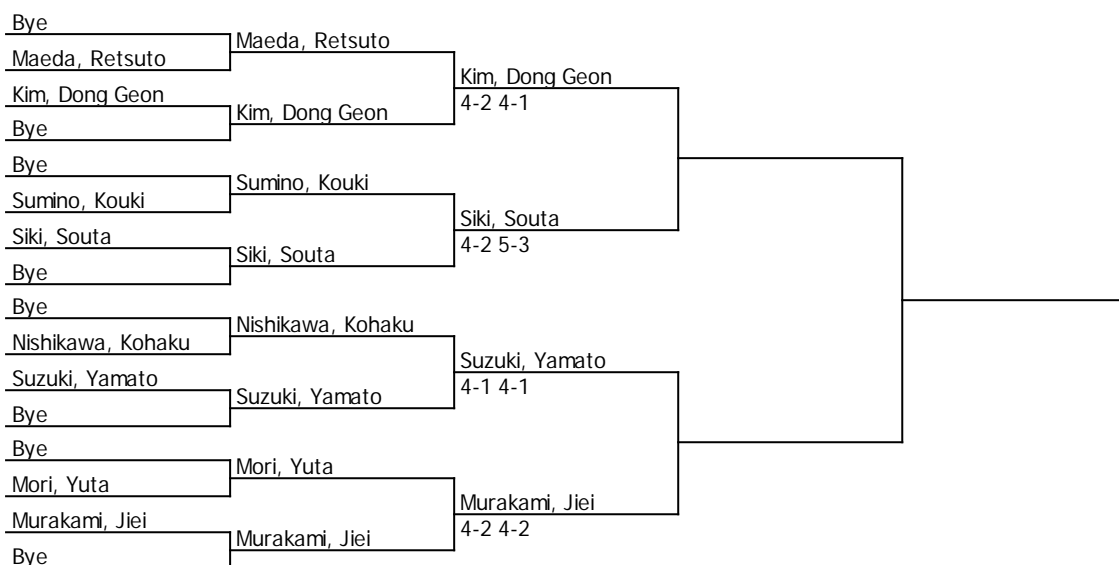 Bye
Maeda, Retsuto
Kim, Dong Geon
Bye
Bye
Sumino, Kouki
Siki, Souta
Bye
Bye
Nishikawa, Kohaku
Suzuki, Yamato
Bye
Bye
Mori, Yuta
Murakami, Jiei
Bye
Maeda, Retsuto
Kim, Dong Geon
Sumino, Kouki
Siki, Souta
Nishikawa, Kohaku
Suzuki, Yamato
Mori, Yuta
Murakami, Jiei
Kim, Dong Geon
4-2 4-1
Siki, Souta
4-2 5-3
Suzuki, Yamato
4-1 4-1
Murakami, Jiei
4-2 4-2